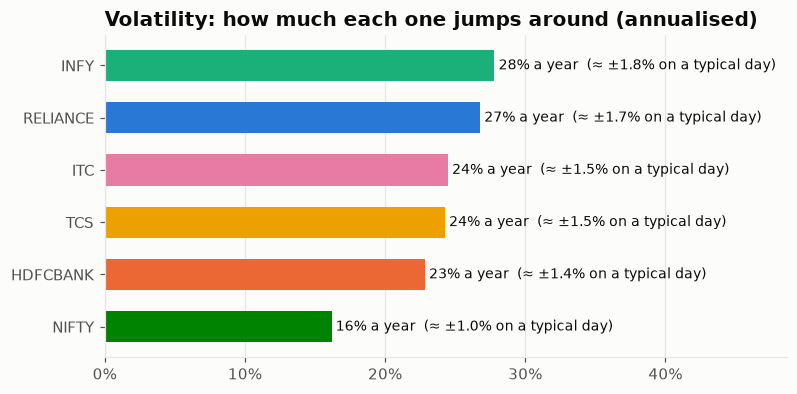 Volatility: how much each one jumps around (annualised)
INFY 28% a year (≈ ±1.8% on a typical day)
RELIANCE 27% a year (≈ ±1.7% on a typical day)
ITC 24% a year (≈ ±1.5% on a typical day)
TCS 24% a year (≈ ±1.5% on a typical day)
HDFCBANK 23% a year (≈ ±1.4% on a typical day)
NIFTY 16% a year (≈ ±1.0% on a typical day)
0% 10% 20% 30% 40%